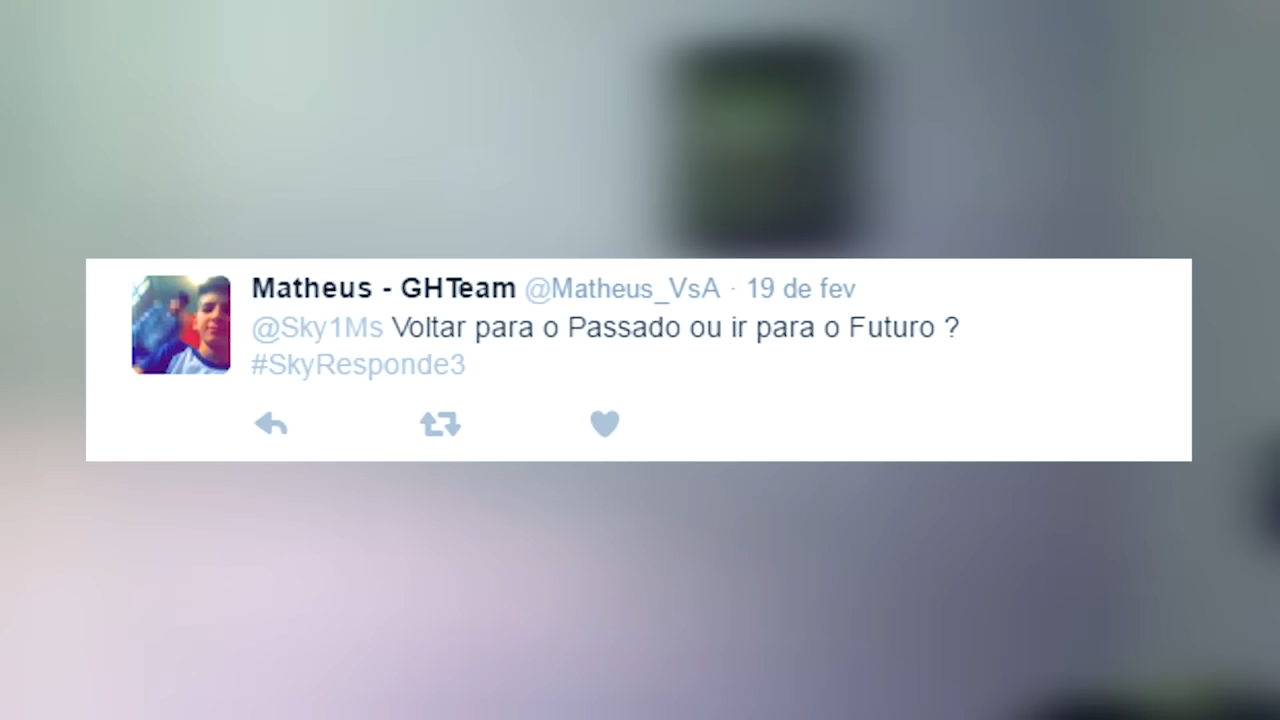 Matheus - GHTeam @Matheus_VsA · 19 de fev
@Sky1Ms Voltar para o Passado ou ir para o Futuro ?
#SkyResponde3